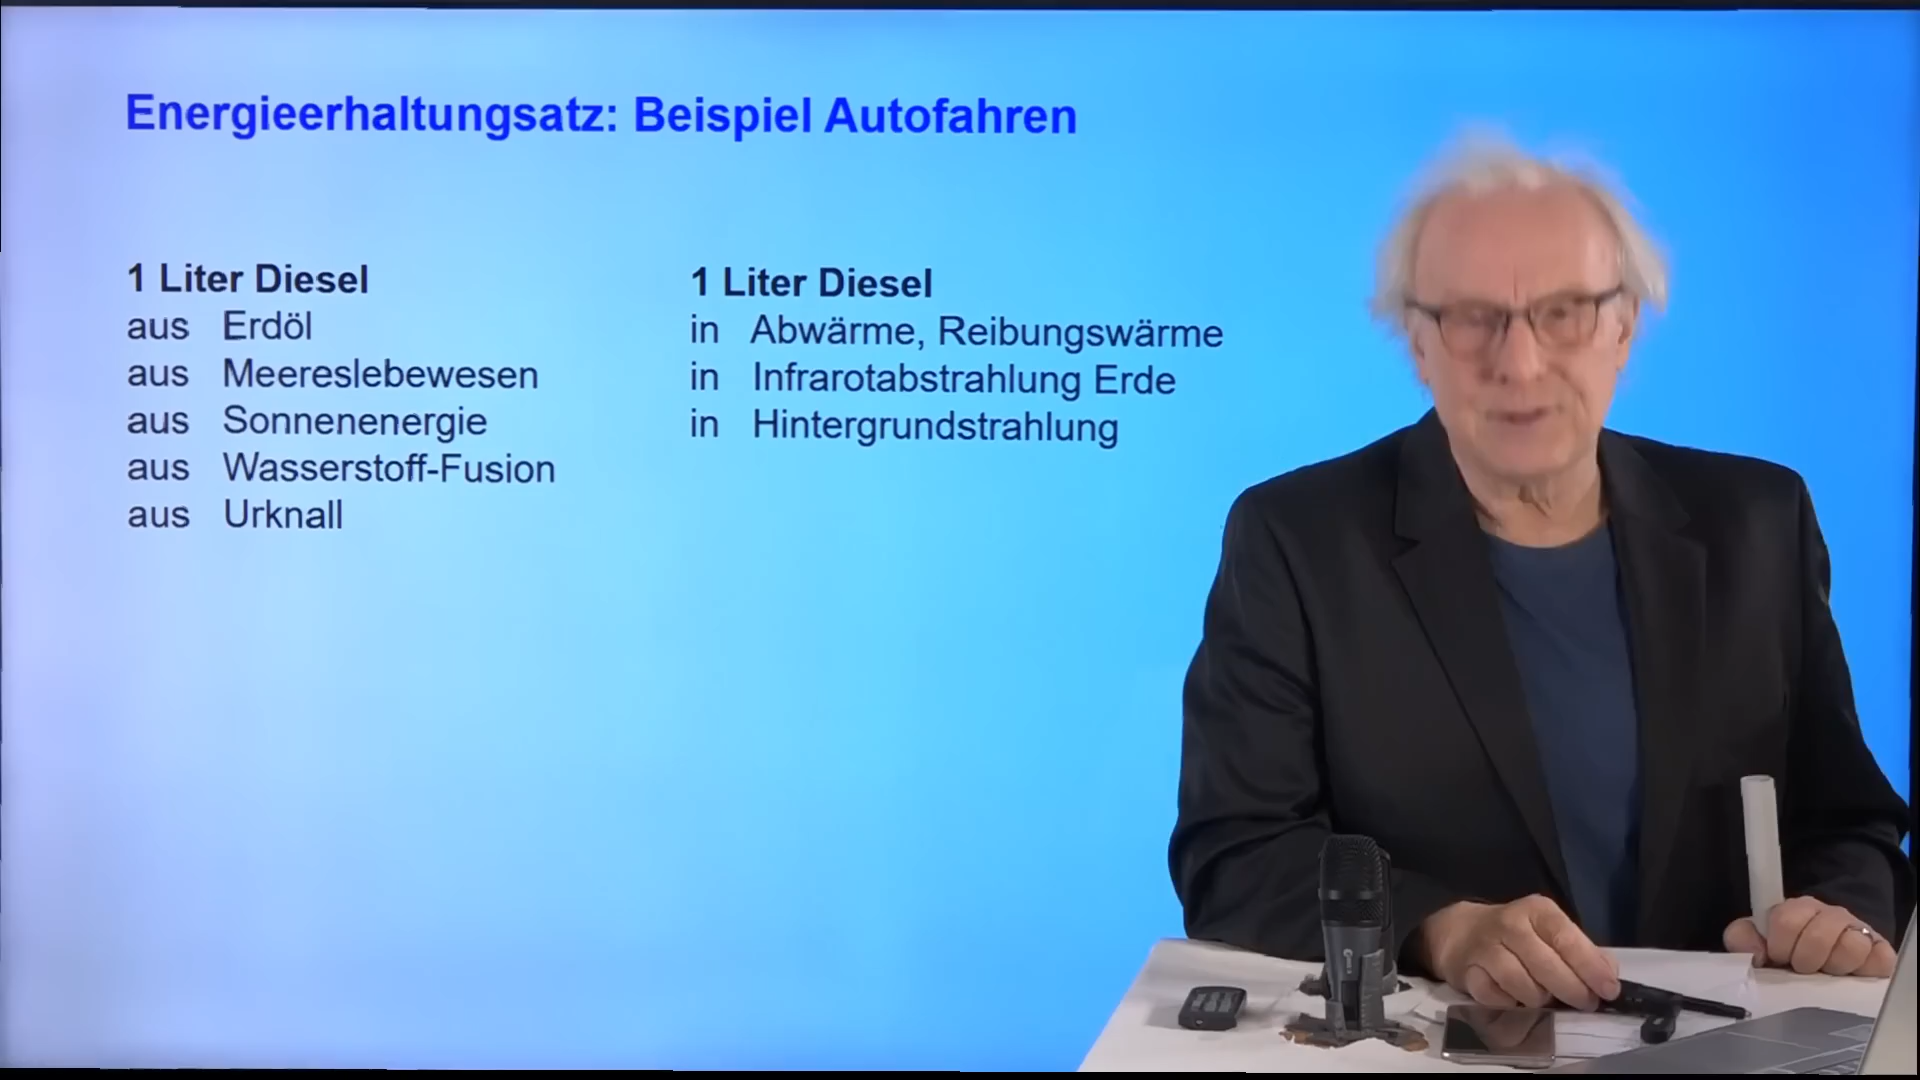 Energieerhaltungsatz: Beispiel Autofahren
1 Liter Diesel
aus Erdöl
aus Meereslebewesen
aus Sonnenenergie
aus Wasserstoff-Fusion
aus Urknall
1 Liter Diesel
in Abwärme, Reibungswärme
in Infrarotabstrahlung Erde
in Hintergrundstrahlung